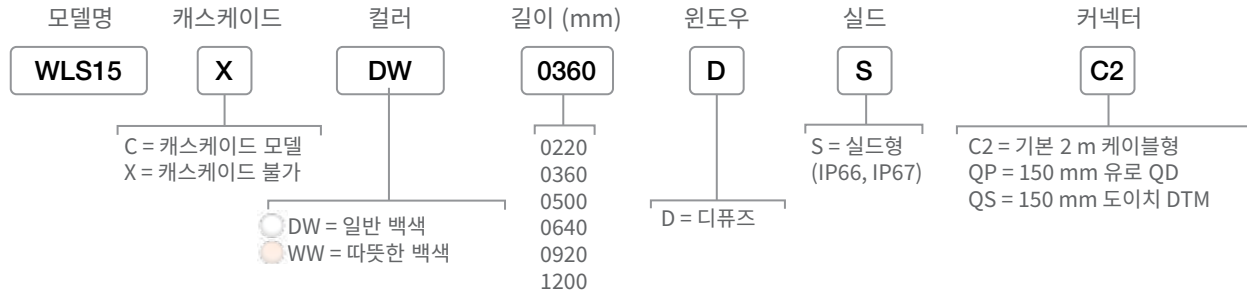 모델명 캐스케이드 컬러 길이 (mm) 윈도우 실드 커넥터
WLS15 X DW 0360 D S C2
C = 캐스케이드 모델
X = 캐스케이드 불가
DW = 일반 백색
WW = 따뜻한 백색
0220
0360
0500
0640
0920
1200
D = 디퓨즈
S = 실드형
(IP66, IP67)
C2 = 기본 2 m 케이블형
QP = 150 mm 유로 QD
QS = 150 mm 도이치 DTM